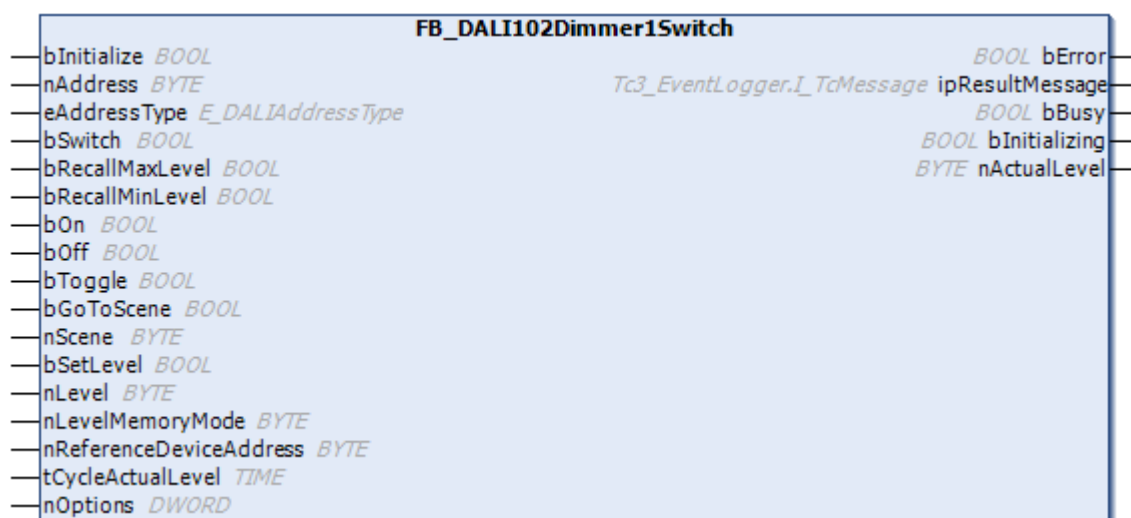 FB_DALI102Dimmer1Switch
bInitialize BOOL BOOL bError
nAddress BYTE Tc3_EventLogger.I_TcMessage ipResultMessage
eAddressType E_DALIAddressType BOOL bBusy
bSwitch BOOL BOOL bInitializing
bRecallMaxLevel BOOL BYTE nActualLevel
bRecallMinLevel BOOL
bOn BOOL
bOff BOOL
bToggle BOOL
bGoToScene BOOL
nScene BYTE
bSetLevel BOOL
nLevel BYTE
nLevelMemoryMode BYTE
nReferenceDeviceAddress BYTE
tCycleActualLevel TIME
nOptions DWORD